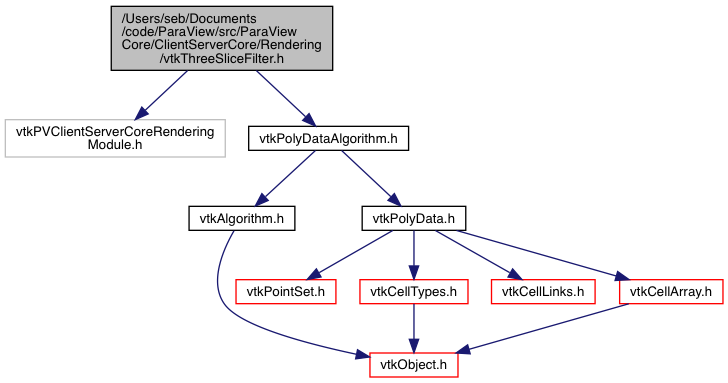 /Users/seb/Documents
/code/ParaView/src/ParaView
Core/ClientServerCore/Rendering
/vtkThreeSliceFilter.h
vtkPVClientServerCoreRendering
Module.h
vtkPolyDataAlgorithm.h
vtkAlgorithm.h
vtkPolyData.h
vtkPointSet.h
vtkCellTypes.h
vtkCellLinks.h
vtkCellArray.h
vtkObject.h